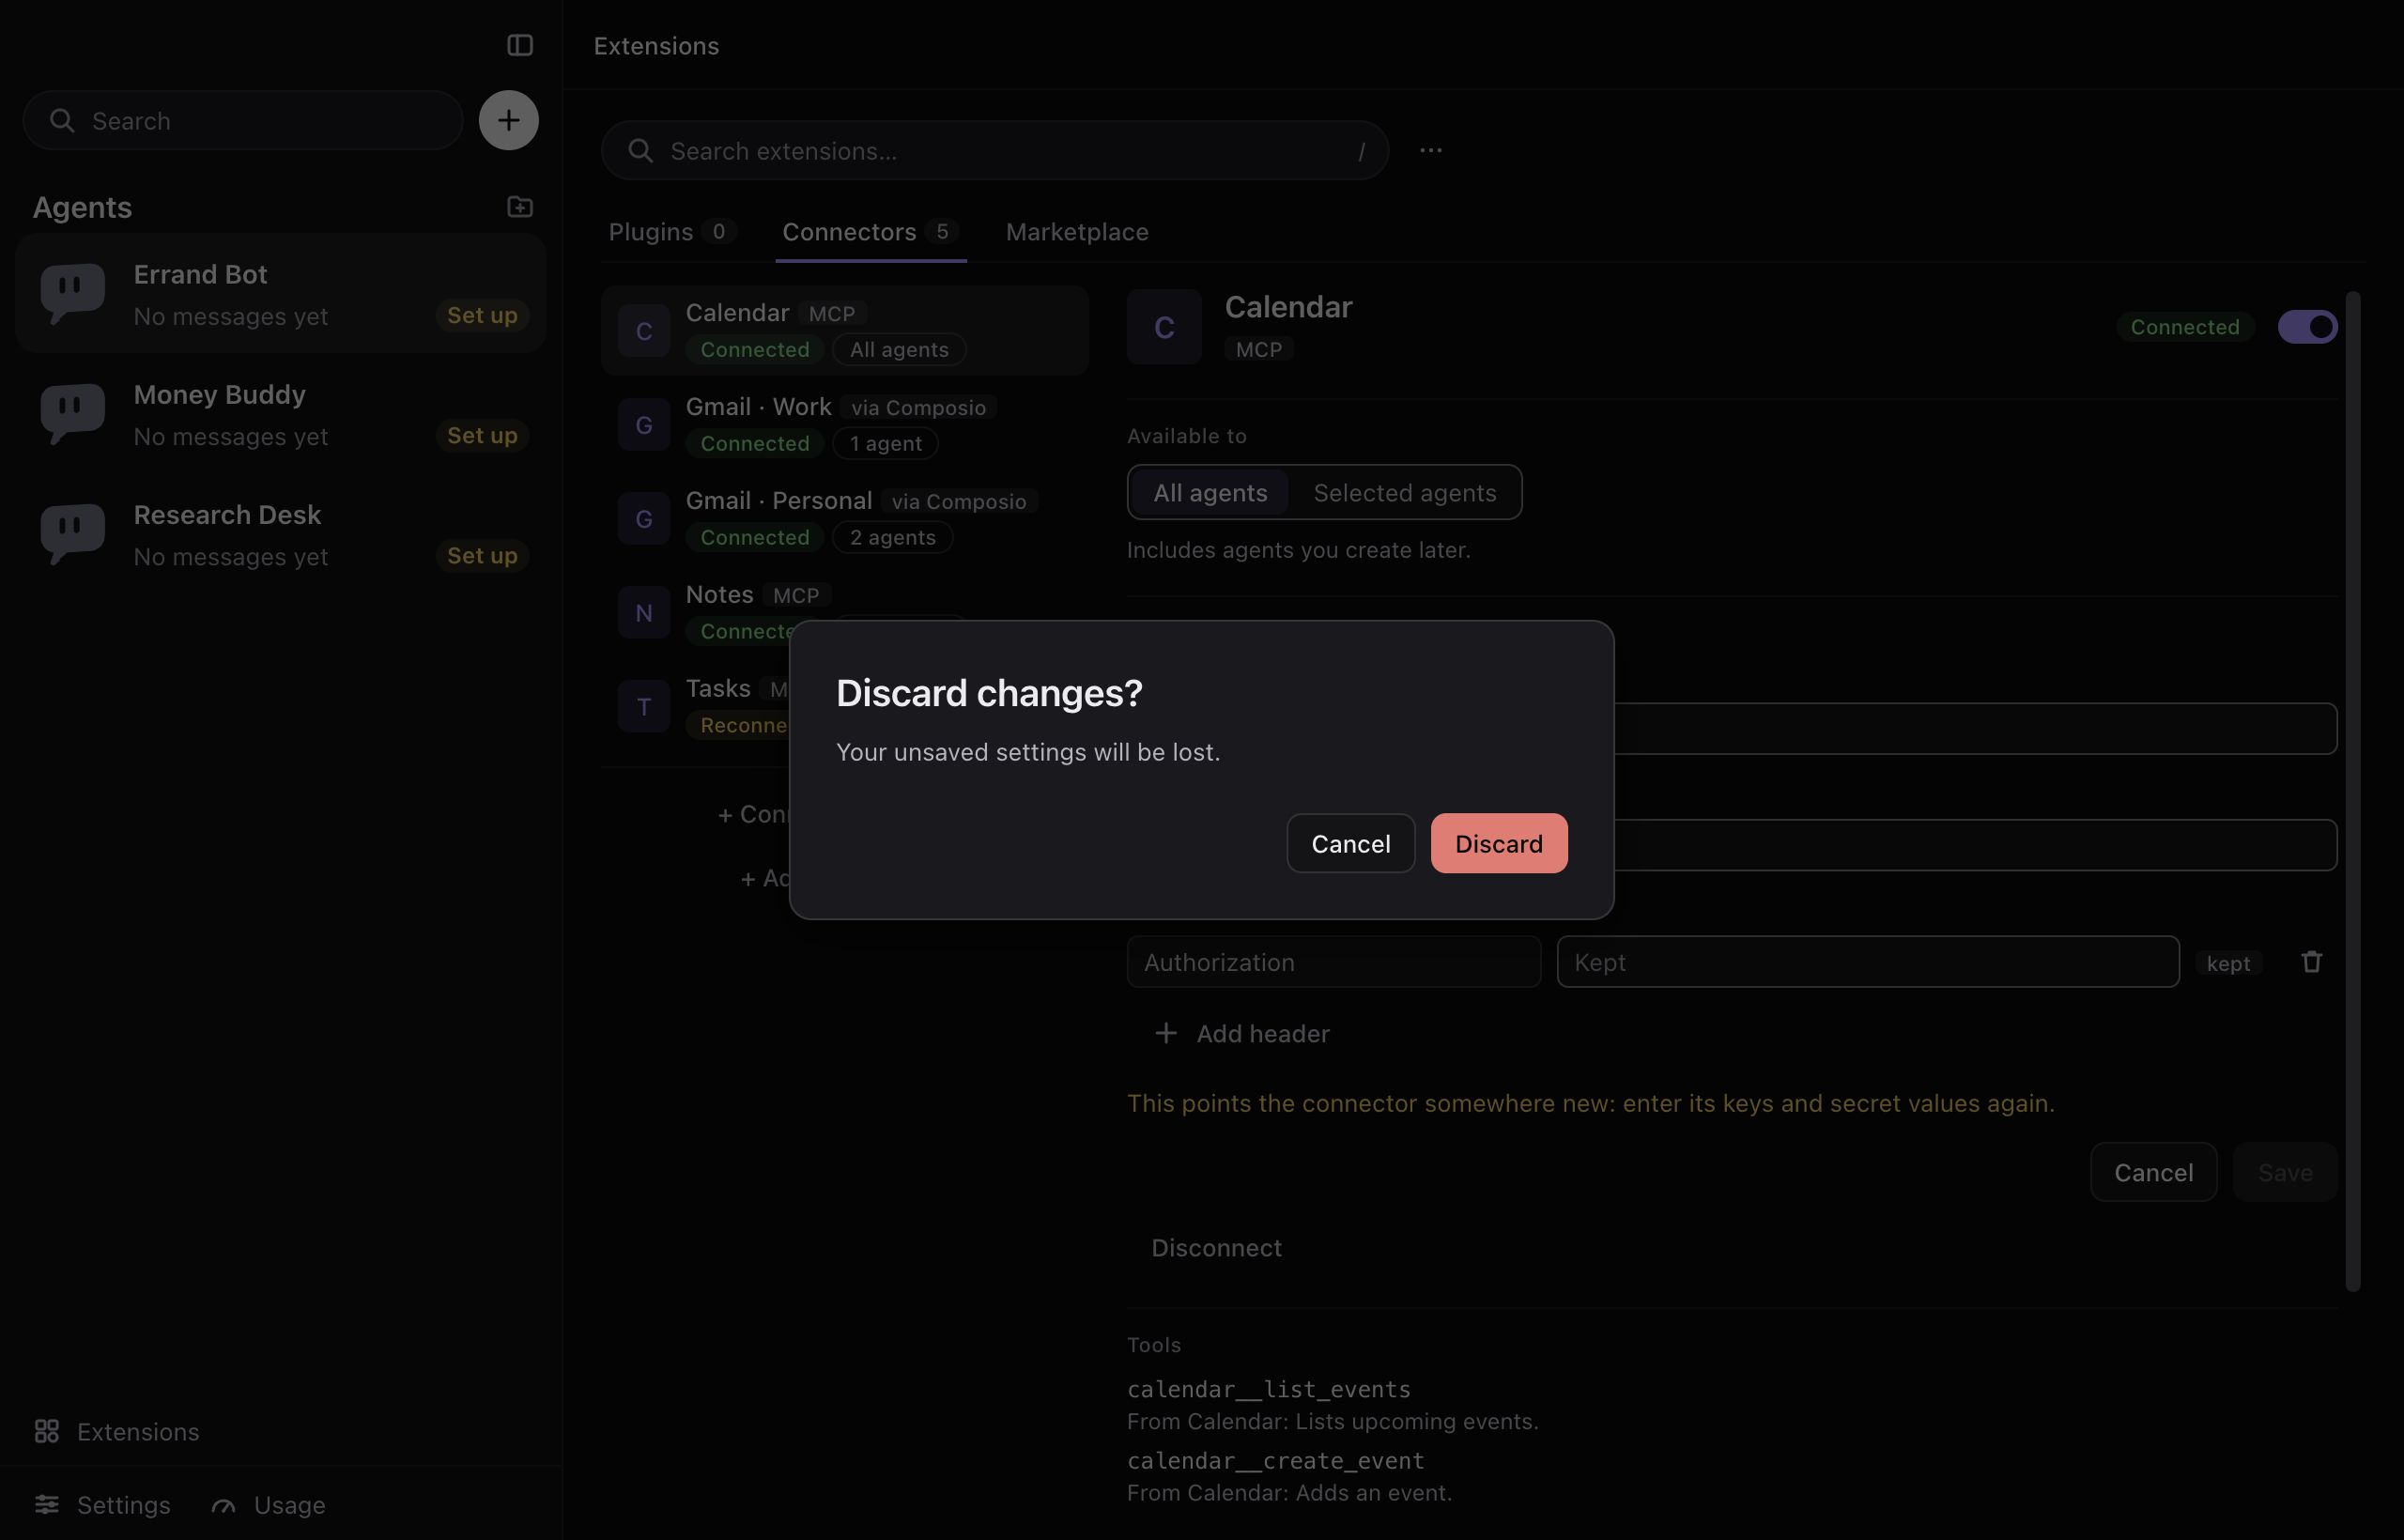 Extensions
Search
Search extensions...
/
Agents
Plugins 0
Connectors 5
Marketplace
Errand Bot
No messages yet
Set up
Money Buddy
No messages yet
Set up
Research Desk
No messages yet
Set up
Calendar MCP
Connected All agents
Gmail · Work via Composio
Connected 1 agent
Gmail · Personal via Composio
Connected 2 agents
Notes MCP
Tasks
C
G
G
N
T
C
Calendar
MCP
Connected
Available to
All agents Selected agents
Includes agents you create later.
Discard changes?
Your unsaved settings will be lost.
Cancel Discard
Authorization Kept kept
Add header
This points the connector somewhere new: enter its keys and secret values again.
Cancel Save
Disconnect
Tools
calendar__list_events
From Calendar: Lists upcoming events.
calendar__create_event
From Calendar: Adds an event.
Extensions
Settings Usage